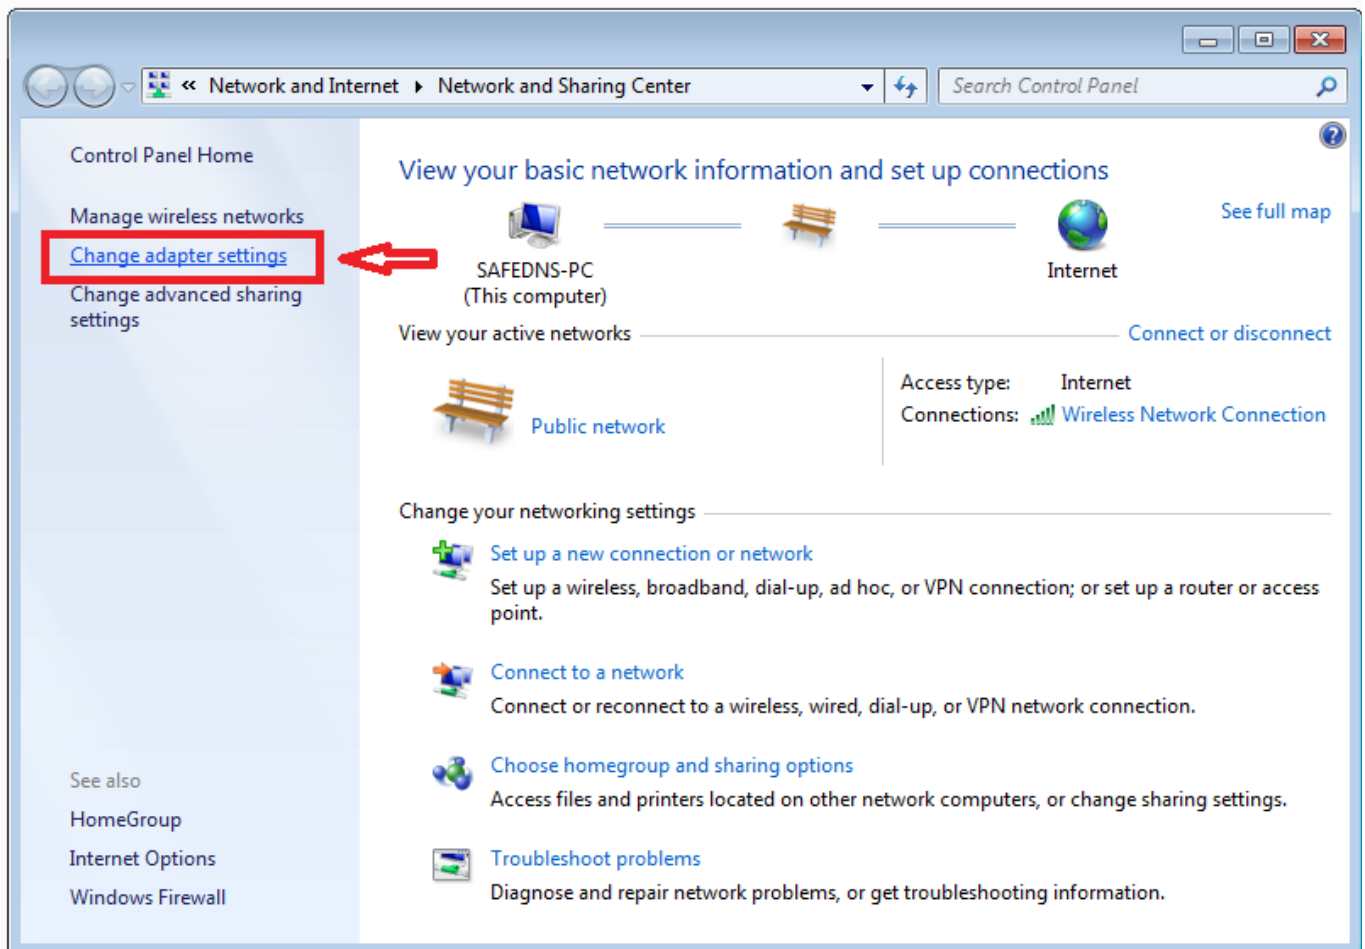 « Network and Internet ▸ Network and Sharing Center
Search Control Panel
Control Panel Home
Manage wireless networks
Change adapter settings
Change advanced sharing
settings
See also
HomeGroup
Internet Options
Windows Firewall
View your basic network information and set up connections
See full map
SAFEDNS-PC
(This computer)
Internet
View your active networks
Connect or disconnect
Public network
Access type: Internet
Connections: Wireless Network Connection
Change your networking settings
Set up a new connection or network
Set up a wireless, broadband, dial-up, ad hoc, or VPN connection; or set up a router or access
point.
Connect to a network
Connect or reconnect to a wireless, wired, dial-up, or VPN network connection.
Choose homegroup and sharing options
Access files and printers located on other network computers, or change sharing settings.
Troubleshoot problems
Diagnose and repair network problems, or get troubleshooting information.